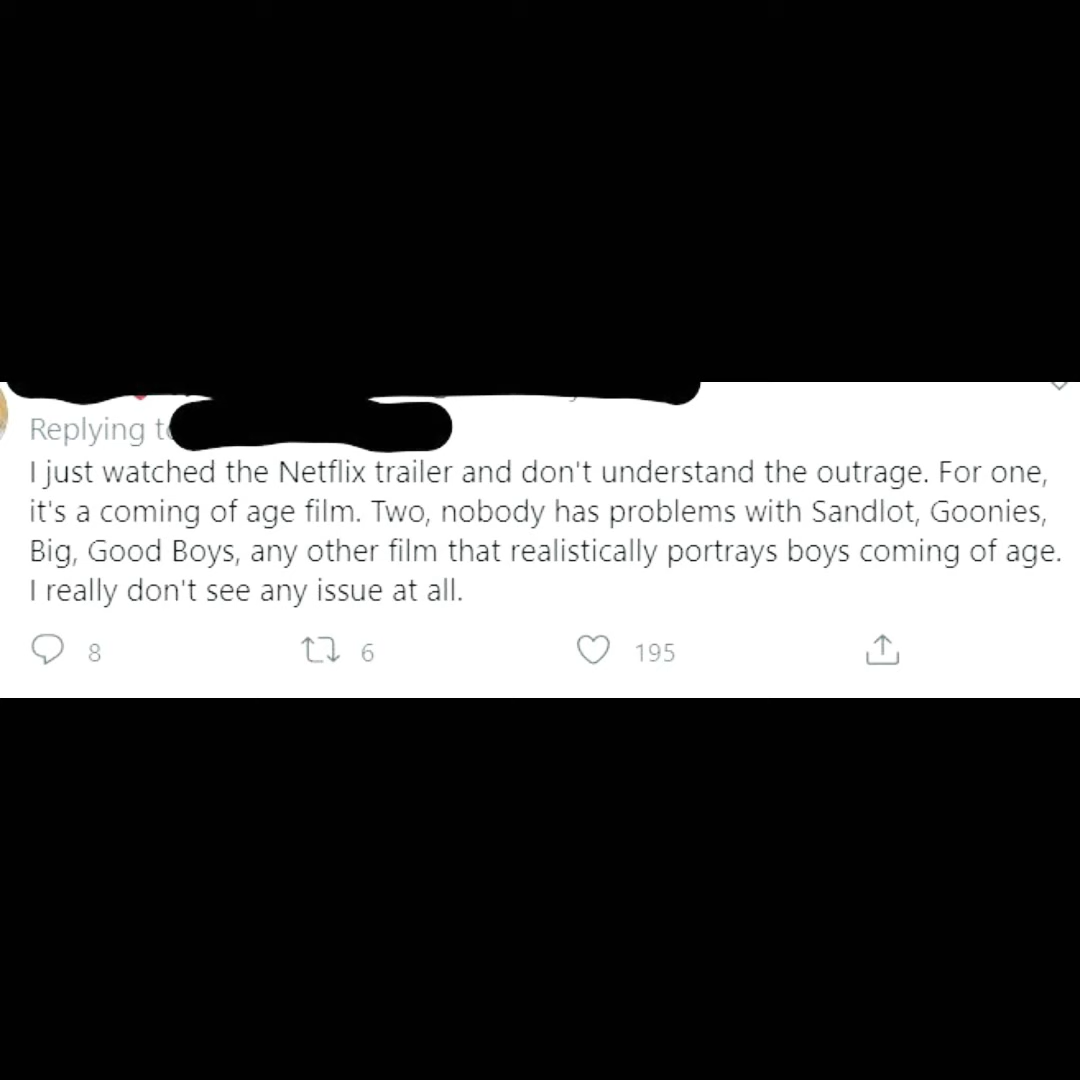 Replying to
I just watched the Netflix trailer and don't understand the outrage. For one,
it's a coming of age film. Two, nobody has problems with Sandlot, Goonies,
Big, Good Boys, any other film that realistically portrays boys coming of age.
I really don't see any issue at all.
8 6 195